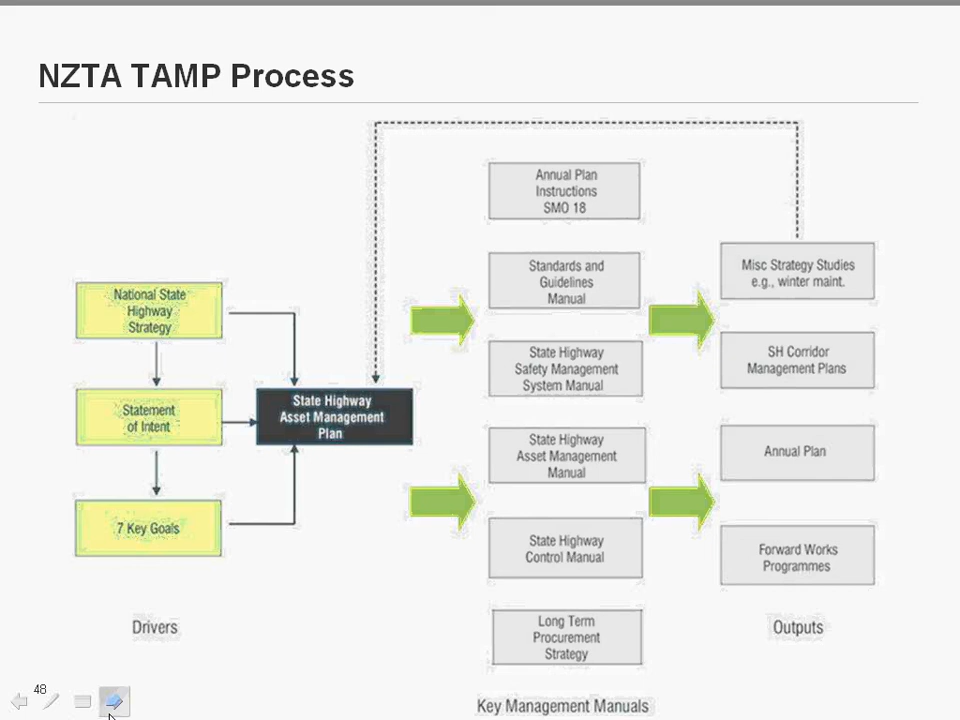 NZTA TAMP Process
National State
Highway
Strategy
Statement
of Intent
7 Key Goals
Drivers
State Highway
Asset Management
Plan
Annual Plan
Instructions
SMO 18
Standards and
Guidelines
Manual
State Highway
Safety Management
System Manual
State Highway
Asset Management
Manual
State Highway
Control Manual
Long Term
Procurement
Strategy
Key Management Manuals
Misc Strategy Studies
e.g., winter maint.
SH Corridor
Management Plans
Annual Plan
Forward Works
Programmes
Outputs
48